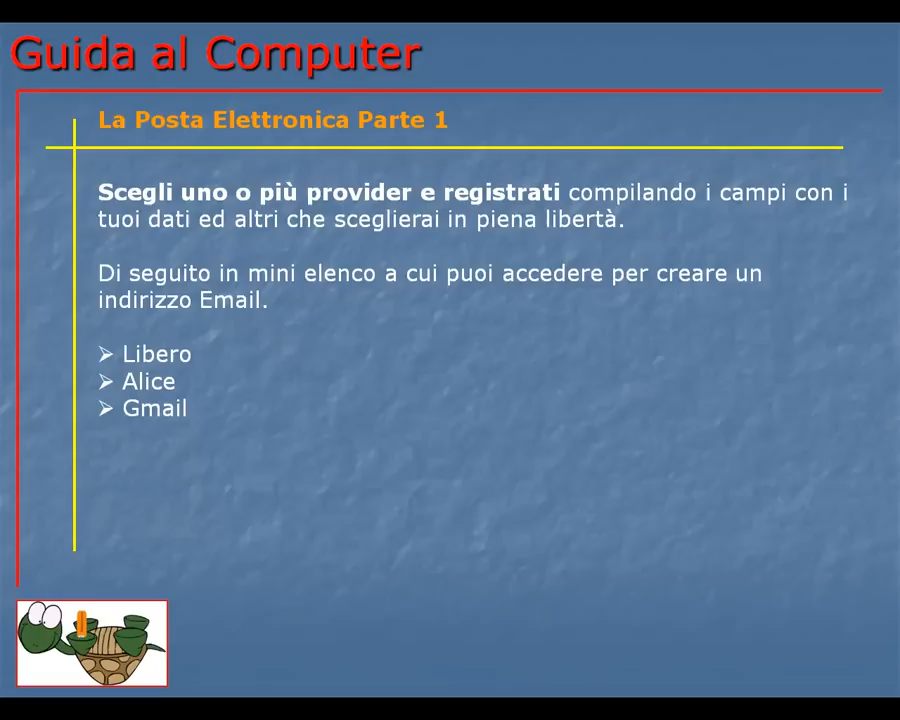 Guida al Computer
La Posta Elettronica Parte 1
Scegli uno o più provider e registrati compilando i campi con i
tuoi dati ed altri che sceglierai in piena libertà.
Di seguito in mini elenco a cui puoi accedere per creare un
indirizzo Email.
➢ Libero
➢ Alice
➢ Gmail